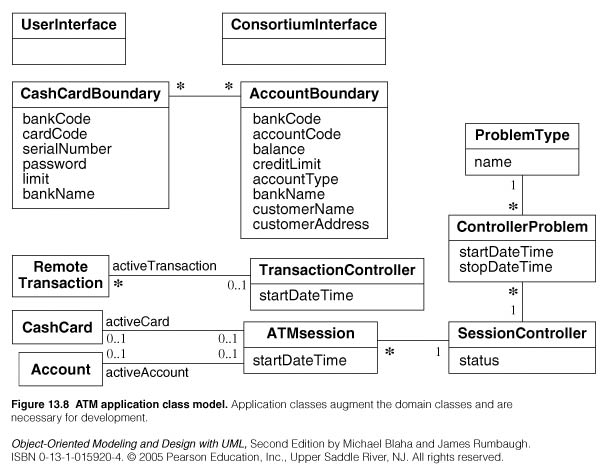 UserInterface
ConsortiumInterface
CashCardBoundary
*
*
AccountBoundary
bankCode
cardCode
serialNumber
password
limit
bankName
bankCode
accountCode
balance
creditLimit
accountType
bankName
customerName
customerAddress
ProblemType
name
1
*
ControllerProblem
startDateTime
stopDateTime
*
1
Remote
Transaction
activeTransaction
*
0..1
TransactionController
startDateTime
CashCard
activeCard
0..1
0..1
ATMsession
startDateTime
*
1
SessionController
status
Account
0..1
0..1
activeAccount
Figure 13.8 ATM application class model. Application classes augment the domain classes and are
necessary for development.
Object-Oriented Modeling and Design with UML, Second Edition by Michael Blaha and James Rumbaugh.
ISBN 0-13-1-015920-4. © 2005 Pearson Education, Inc., Upper Saddle River, NJ. All rights reserved.